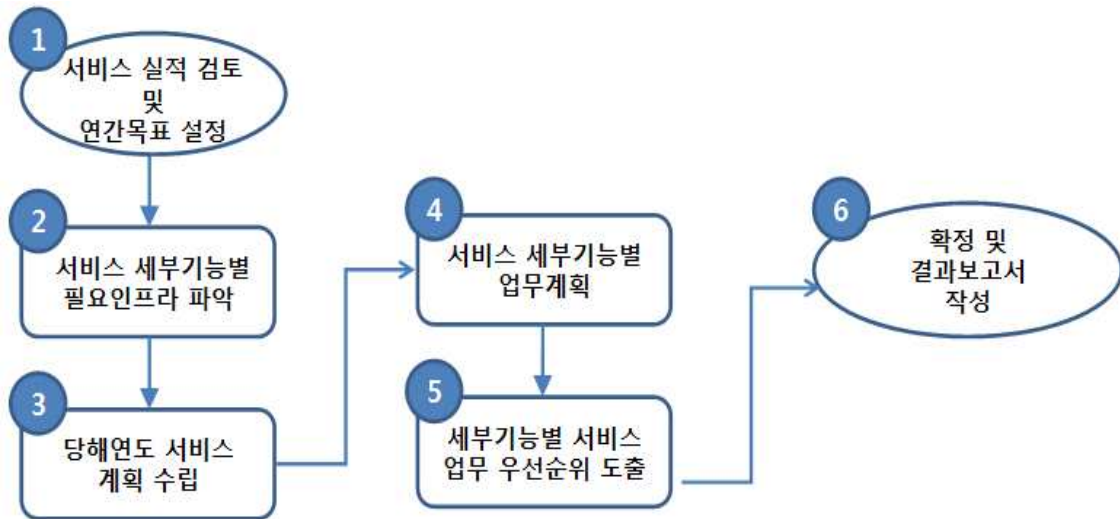 1
서비스 실적 검토
및
연간목표 설정
2
서비스 세부기능별
필요인프라 파악
3
당해연도 서비스
계획 수립
4
서비스 세부기능별
업무계획
5
세부기능별 서비스
업무 우선순위 도출
6
확정 및
결과보고서
작성